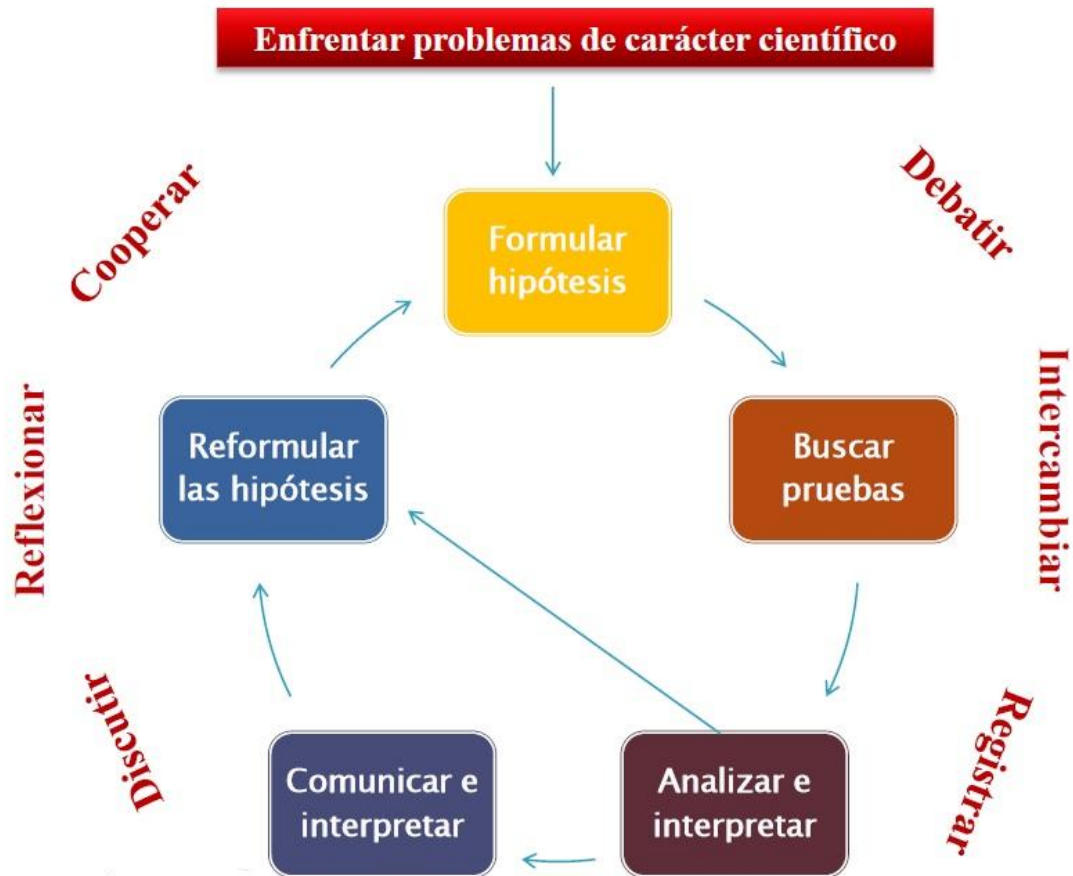 Enfrentar problemas de carácter científico
Cooperar
Debatir
Formular
hipótesis
Reflexionar
Reformular
las hipótesis
Buscar
pruebas
Intercambiar
Discutir
Comunicar e
interpretar
Analizar e
interpretar
Registrar